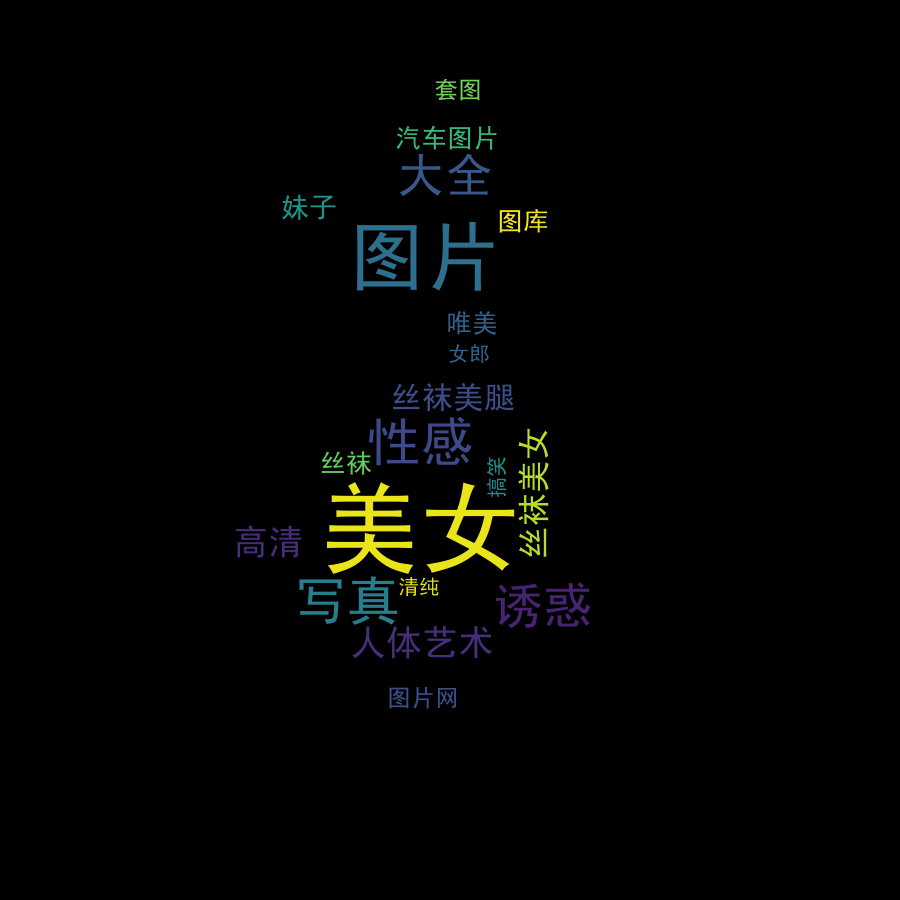 套图
汽车图片
大全
妹子
图库
图片
唯美
女郎
丝袜美腿
性感
丝袜
搞笑
丝袜美女
美女
高清
写真
清纯
诱惑
人体艺术
图片网